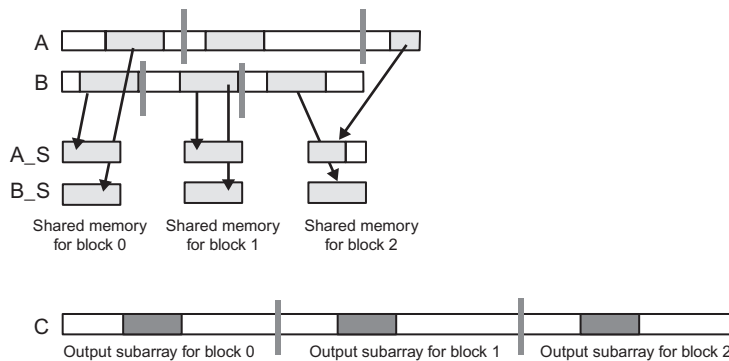 A
B
A_S
B_S
Shared memory
for block 0
Shared memory
for block 1
Shared memory
for block 2
C
Output subarray for block 0
Output subarray for block 1
Output subarray for block 2